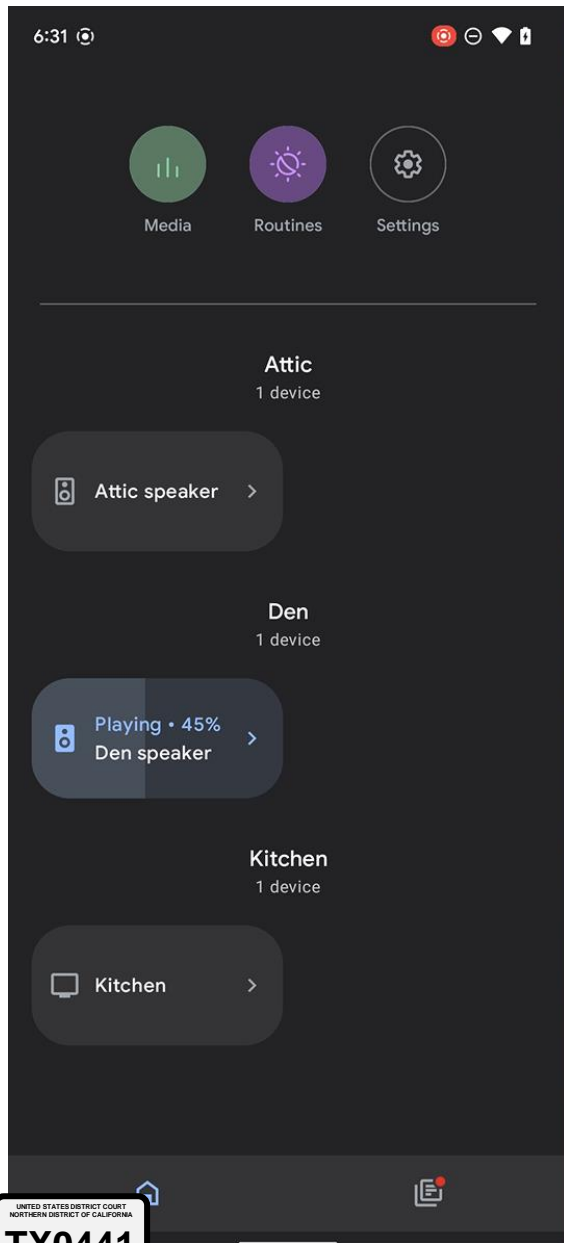 6:31
Media Routines Settings
Attic
1 device
Attic speaker
Den
1 device
Playing • 45%
Den speaker
Kitchen
1 device
Kitchen
UNITED STATES DISTRICT COURT
NORTHERN DISTRICT OF CALIFORNIA
TX0441